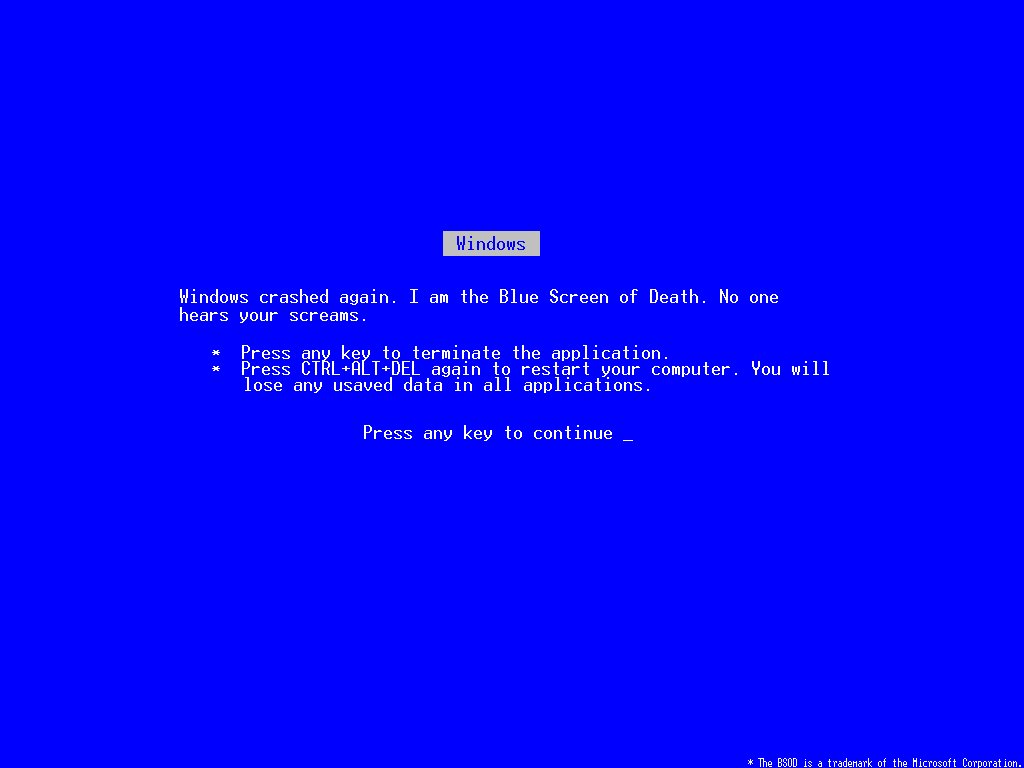 Windows
Windows crashed again. I am the Blue Screen of Death. No one
hears your screams.
* Press any key to terminate the application.
* Press CTRL+ALT+DEL again to restart your computer. You will
lose any usaved data in all applications.
Press any key to continue _
* The BSOD is a trademark of the Microsoft Corporation.